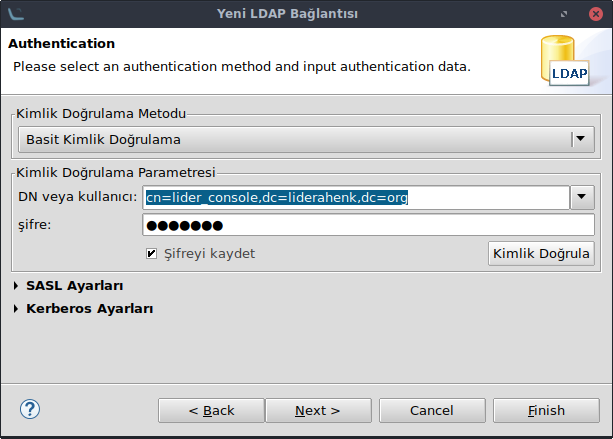 Yeni LDAP Bağlantısı
Authentication
Please select an authentication method and input authentication data.
LDAP
Kimlik Doğrulama Metodu
Basit Kimlik Doğrulama
Kimlik Doğrulama Parametresi
DN veya kullanıcı: cn=lider_console,dc=liderahenk,dc=org
şifre: ●●●●●●●
Şifreyi kaydet
Kimlik Doğrula
SASL Ayarları
Kerberos Ayarları
?
< Back Next > Cancel Finish